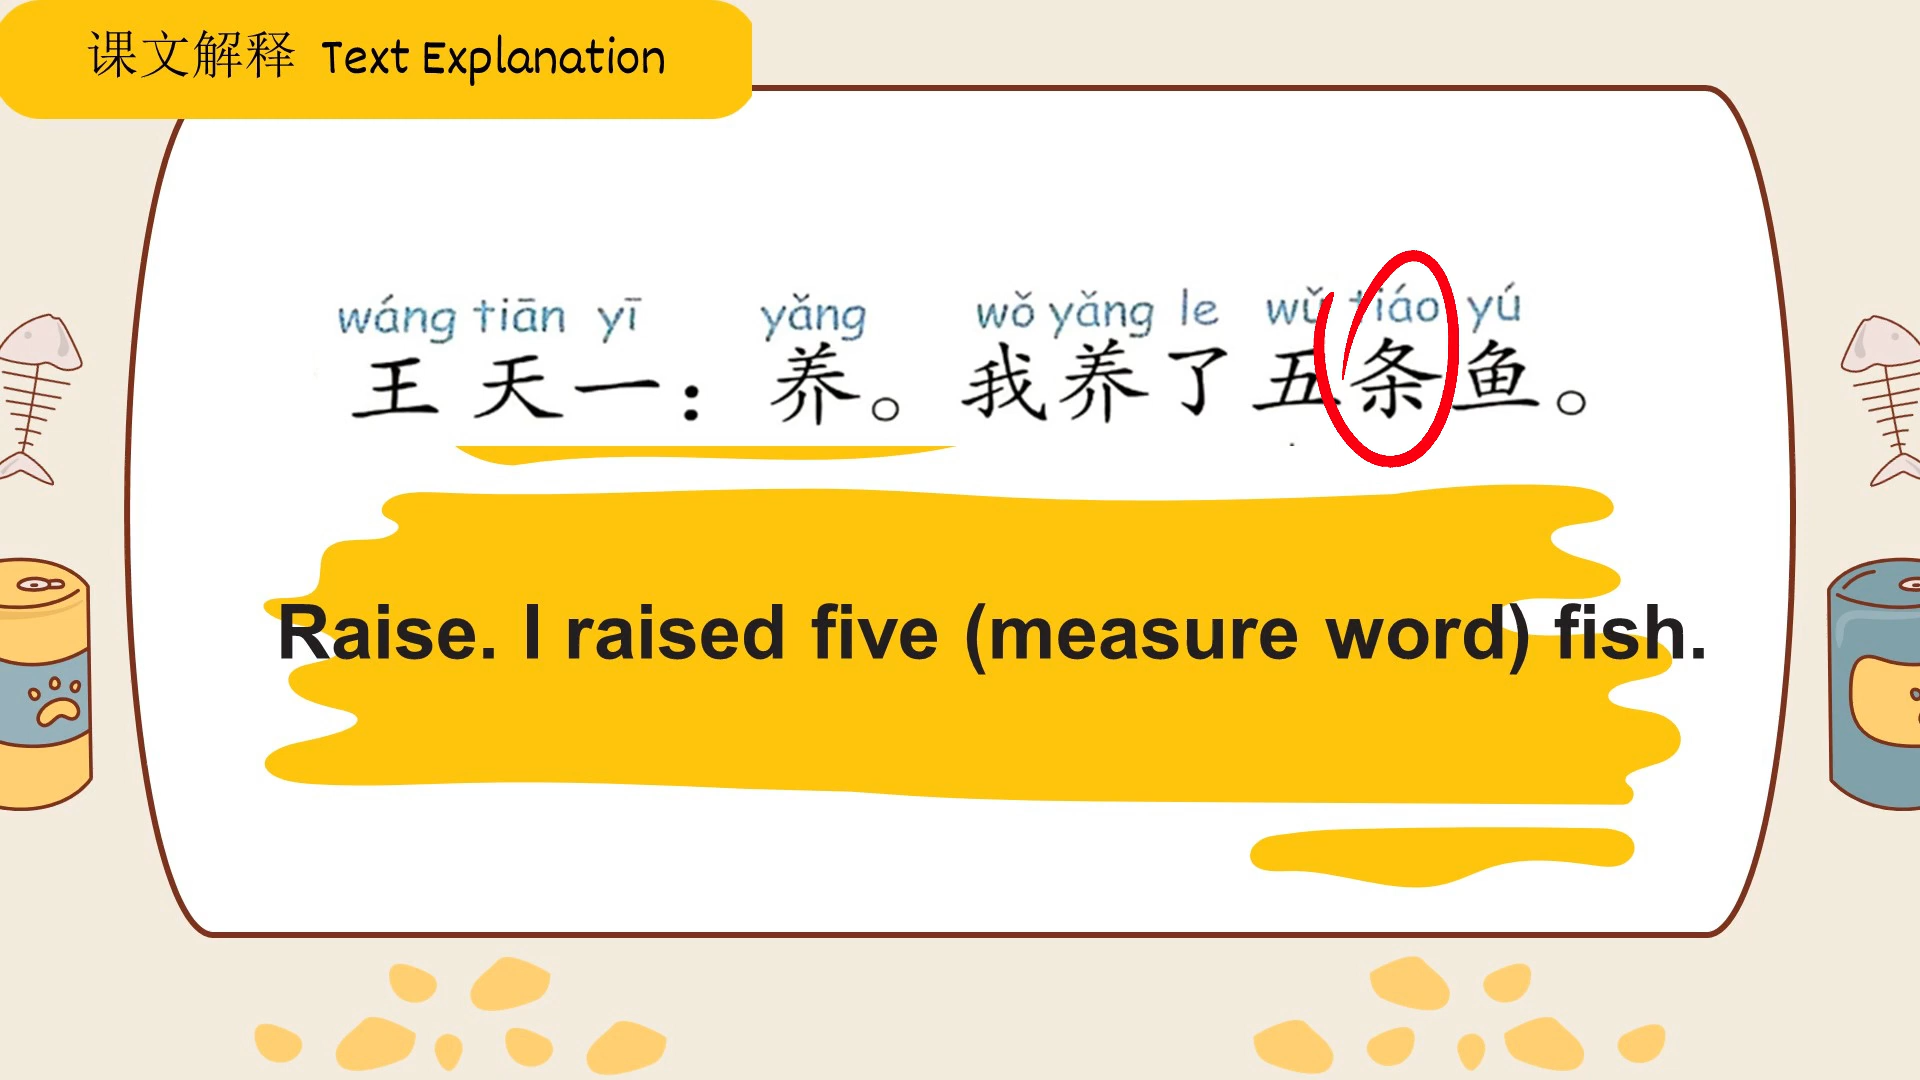 课文解释 Text Explanation
wáng tiān yī yǎng wǒ yǎng le wǔ tiáo yú
王天一：养。我养了五条鱼。
Raise. I raised five (measure word) fish.